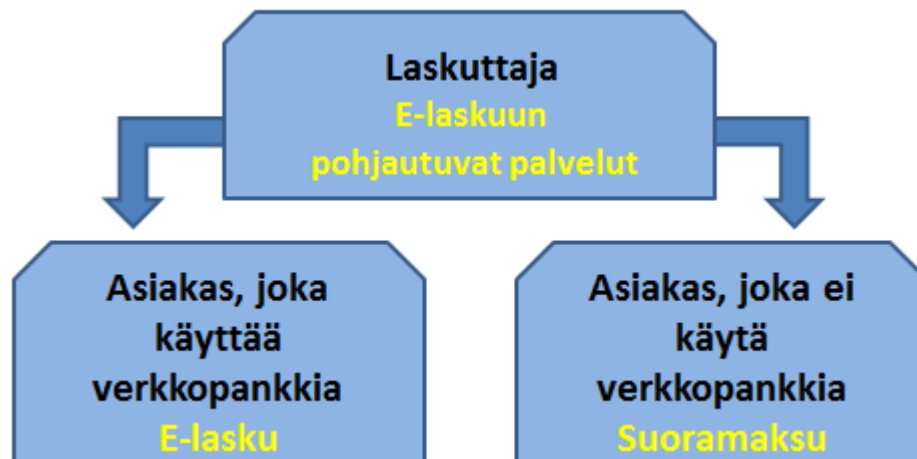 Laskuttaja
E-laskuun
pohjautuvat palvelut
Asiakas, joka
käyttää
verkkopankkia
E-lasku
Asiakas, joka ei
käytä
verkkopankkia
Suoramaksu